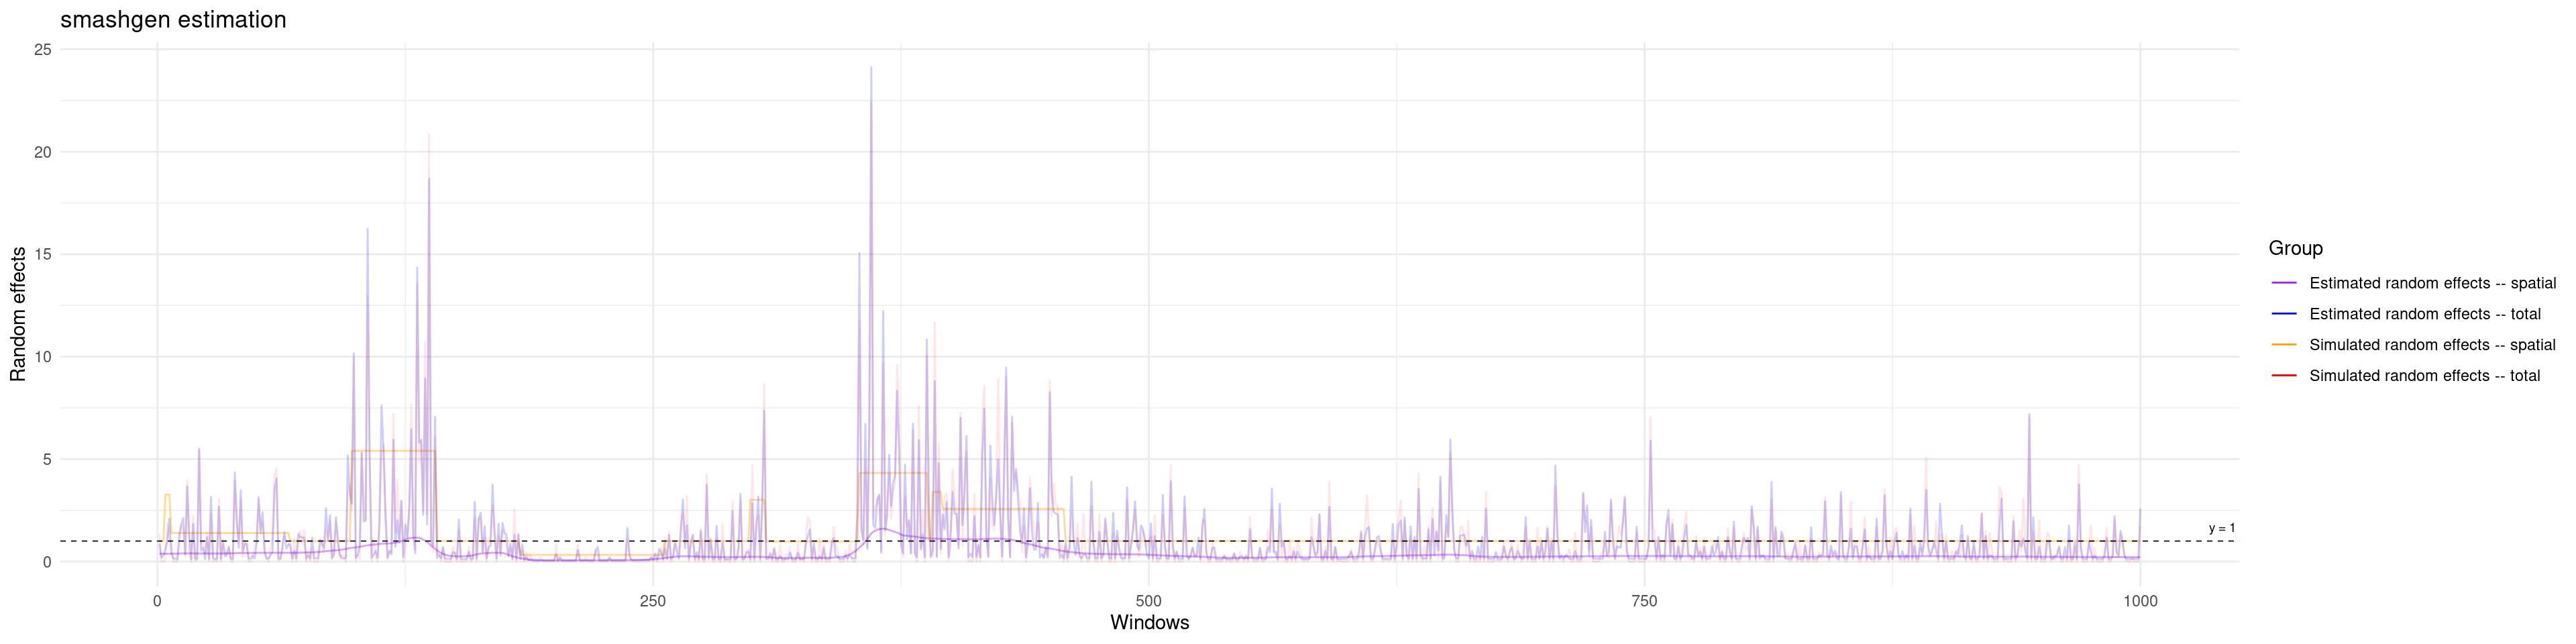 smashgen estimation
Random effects
25
20
15
10
5
0
y = 1
0 250 500 750 1000
Windows
Group
Estimated random effects -- spatial
Estimated random effects -- total
Simulated random effects -- spatial
Simulated random effects -- total